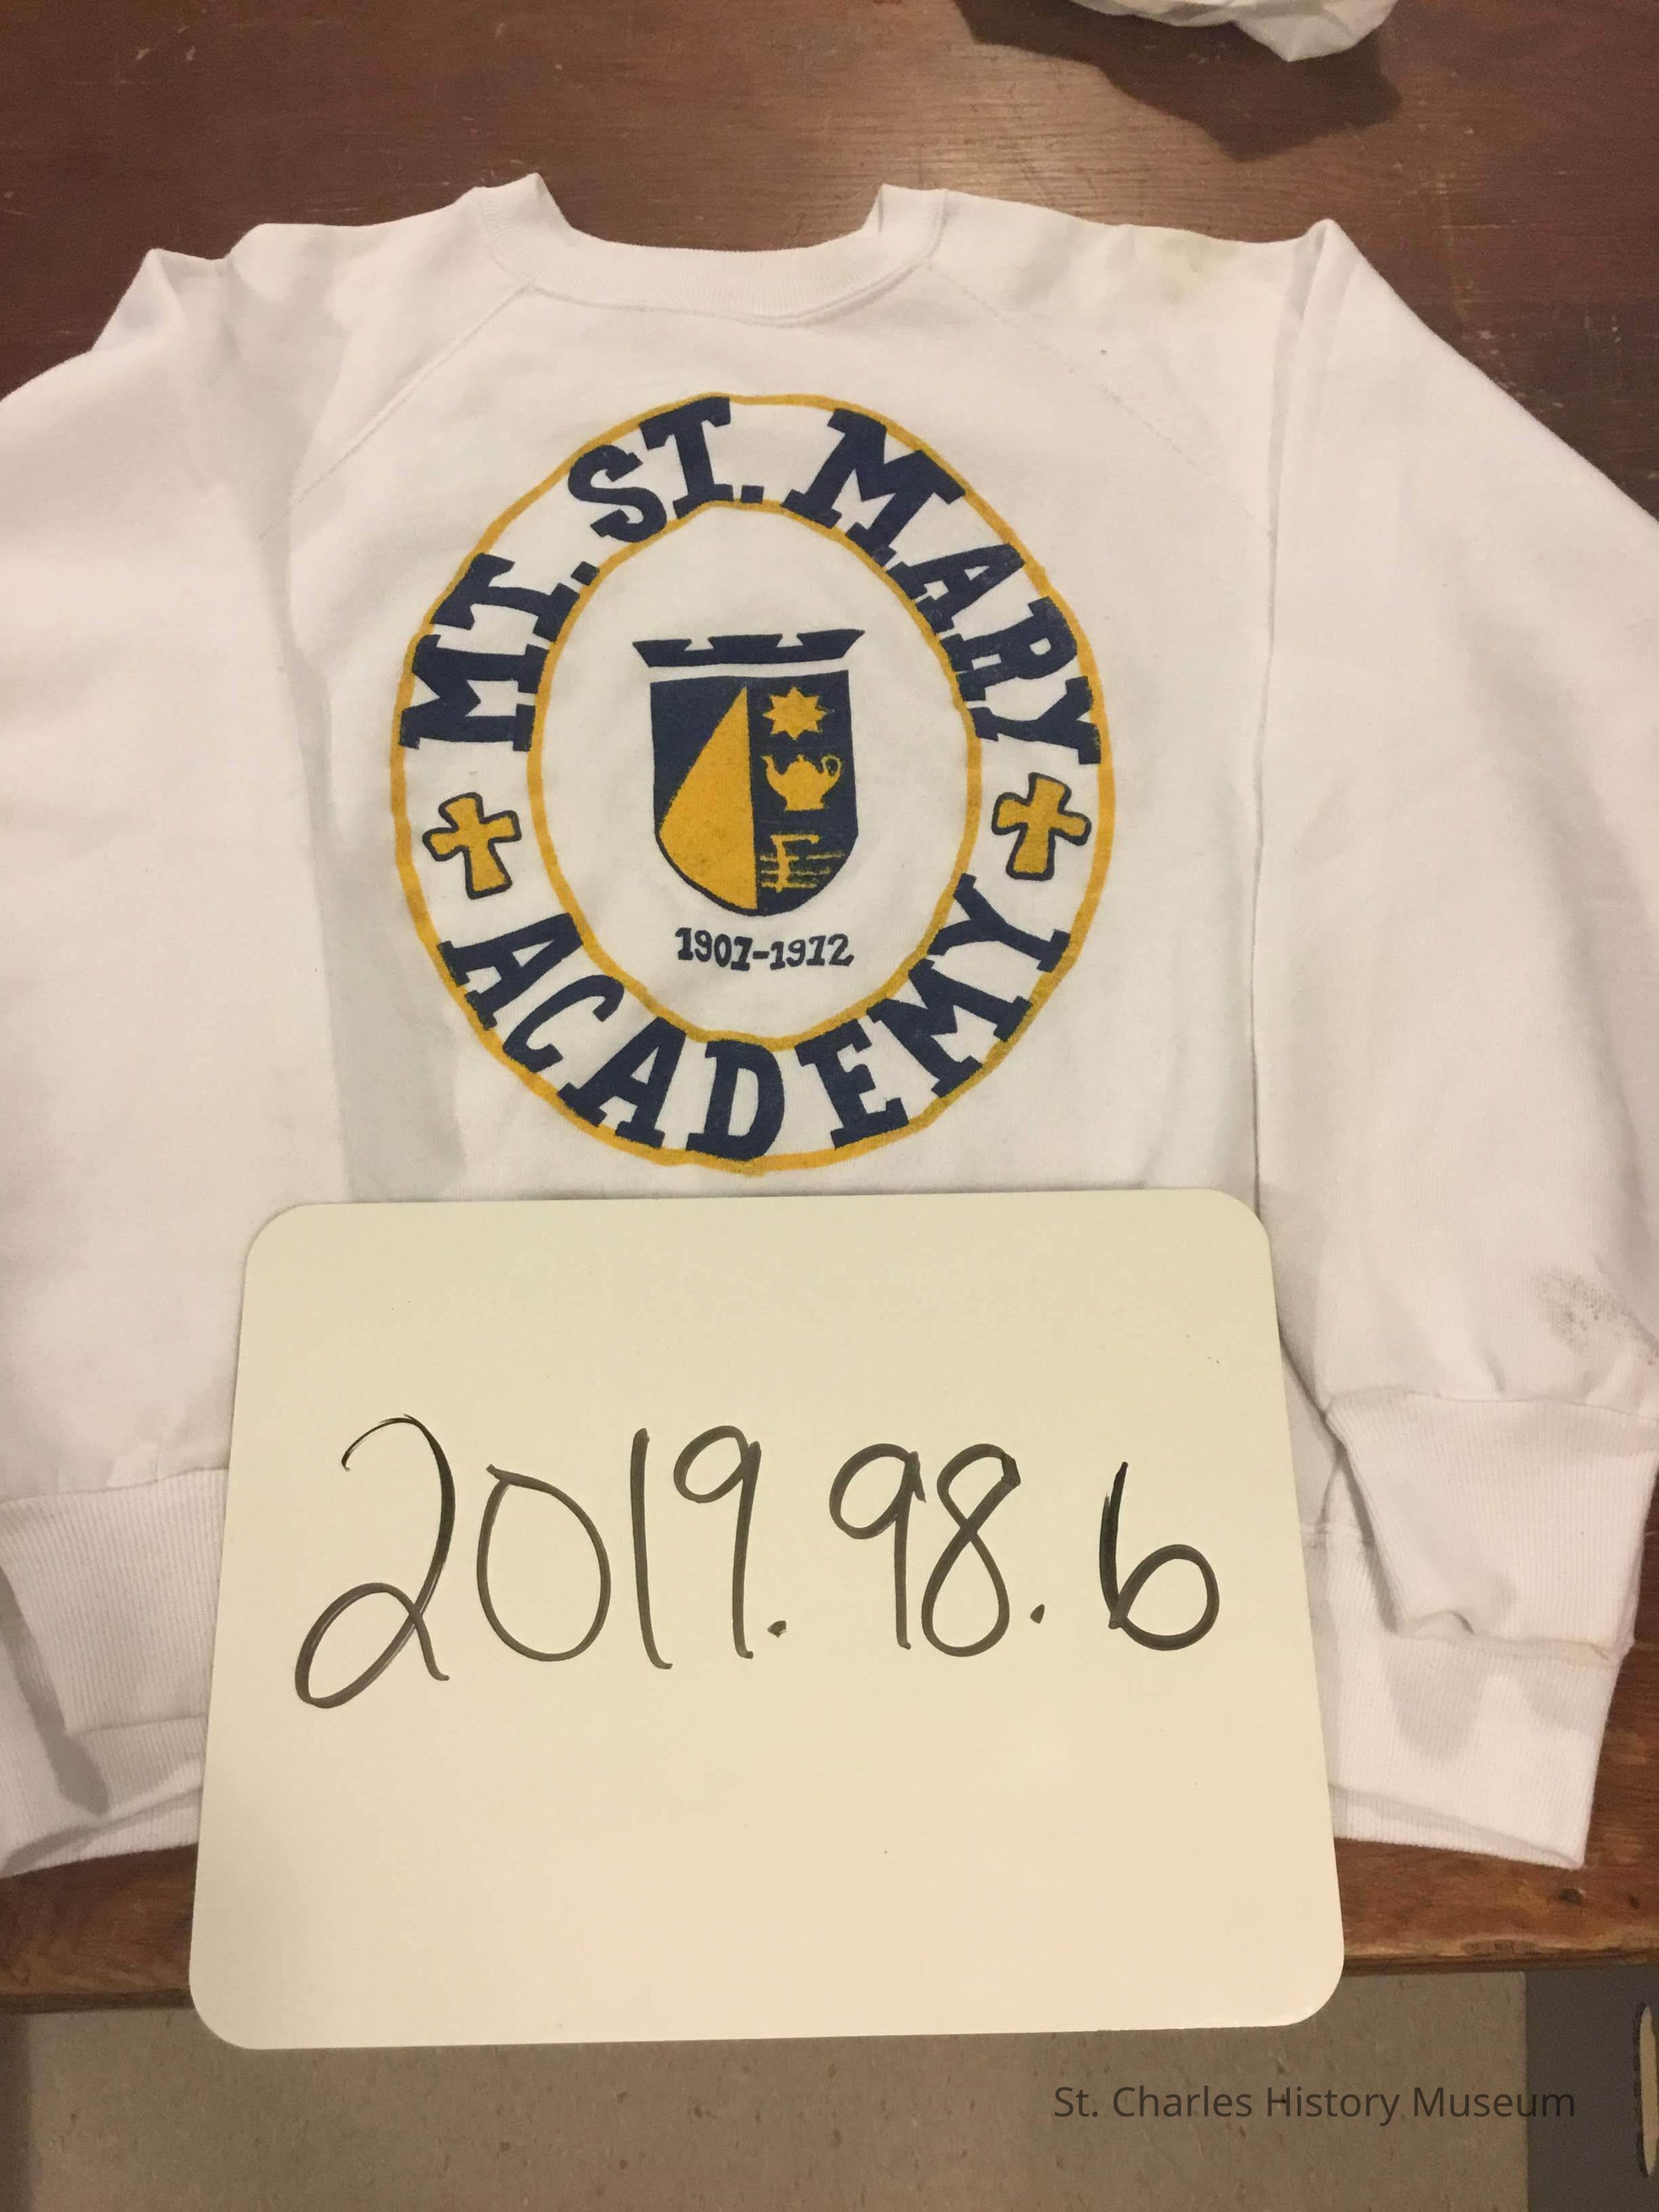 MT. ST. MARY
ACADEMY
1907-1972
2019.98.6
St. Charles History Museum